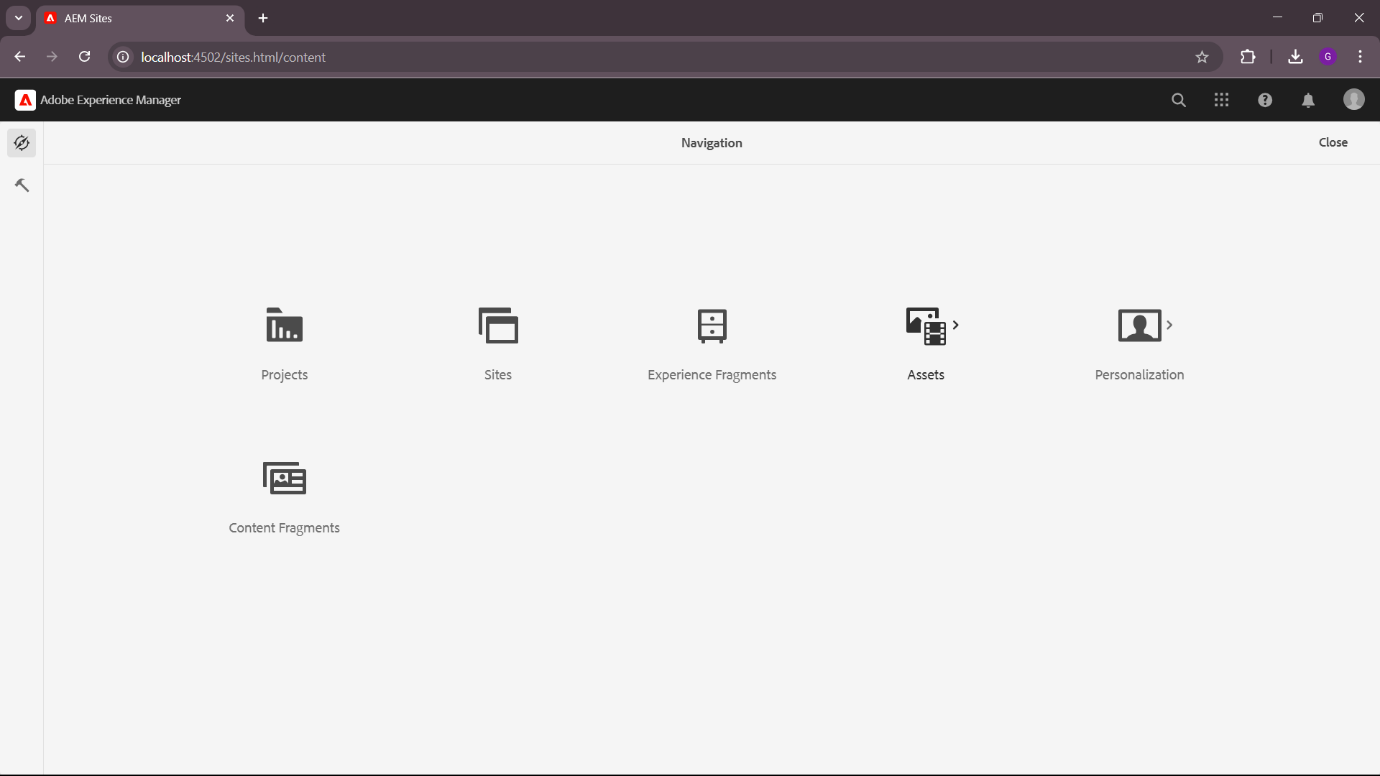 AEM Sites
localhost:4502/sites.html/content
G
Adobe Experience Manager
Navigation
Close
Projects
Sites
Experience Fragments
Assets
Personalization
Content Fragments